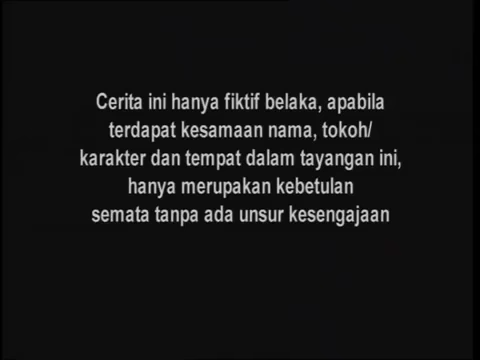 Cerita ini hanya fiktif belaka, apabila
terdapat kesamaan nama, tokoh/
karakter dan tempat dalam tayangan ini,
hanya merupakan kebetulan
semata tanpa ada unsur kesengajaan